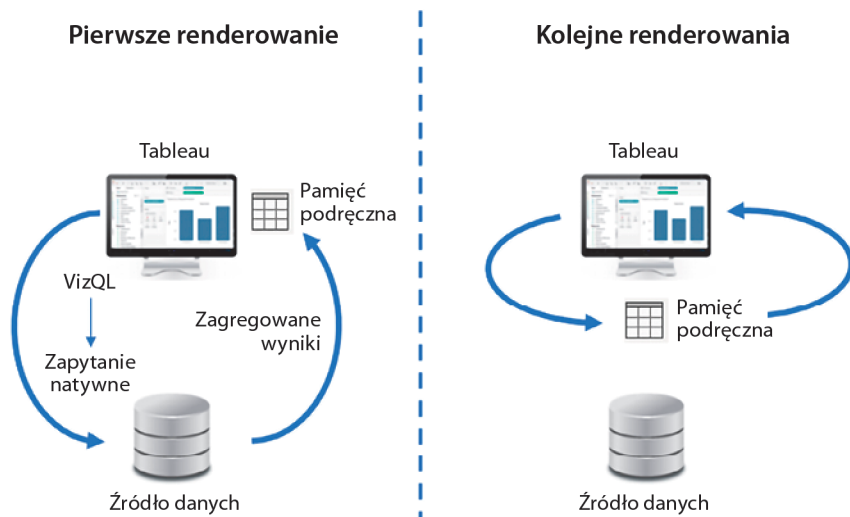 Pierwsze renderowanie
Tableau
Pamięć
podręczna
VizQL
Zapytanie
natywne
Zagregowane
wyniki
Źródło danych
Kolejne renderowania
Tableau
Pamięć
podręczna
Źródło danych